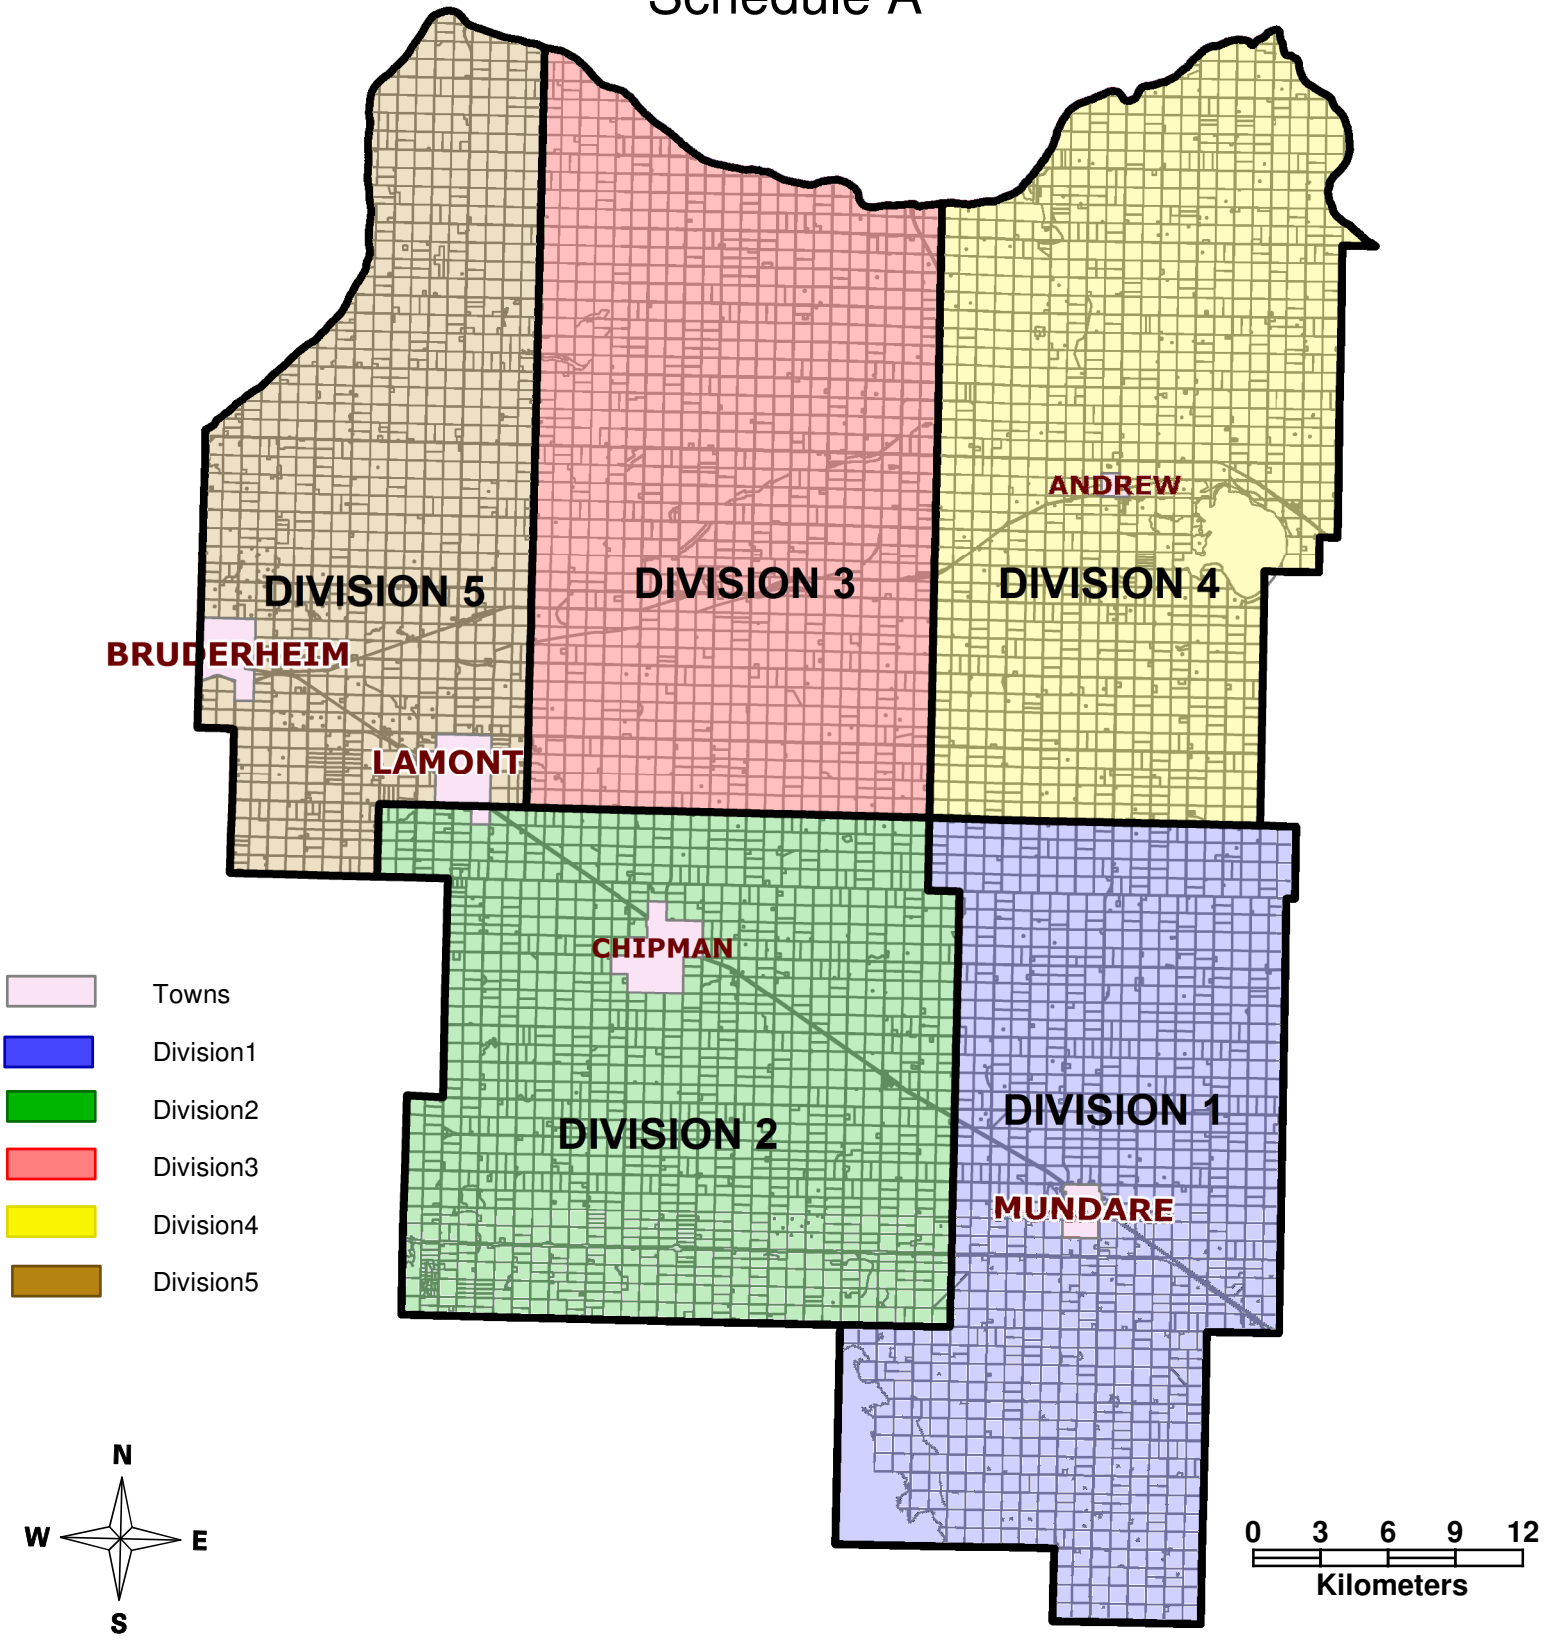 Schedule A
ANDREW
DIVISION 5
DIVISION 3
DIVISION 4
BRUDERHEIM
LAMONT
CHIPMAN
Towns
Division1
Division2
Division3
Division4
Division5
DIVISION 2
DIVISION 1
MUNDARE
N
W
E
S
0 3 6 9 12
Kilometers